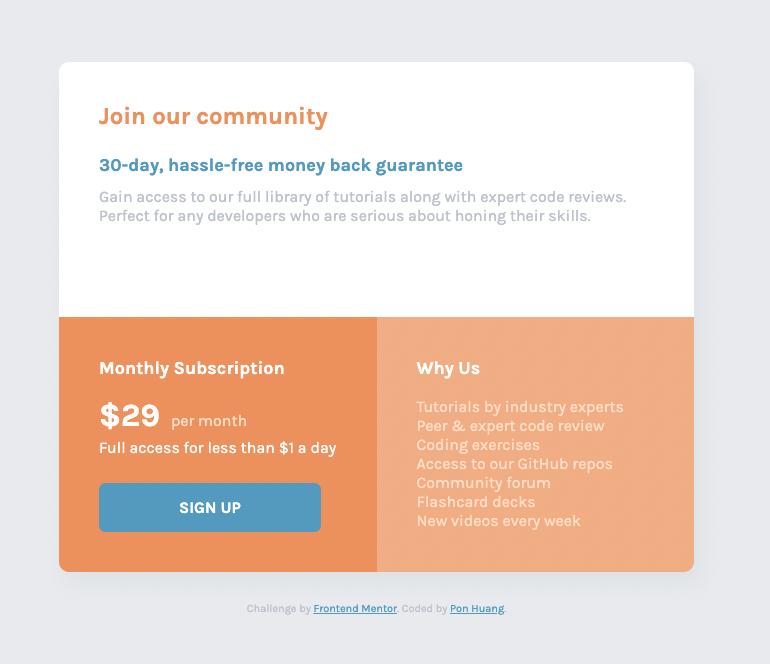 Join our community
30-day, hassle-free money back guarantee
Gain access to our full library of tutorials along with expert code reviews.
Perfect for any developers who are serious about honing their skills.
Monthly Subscription
$29 per month
Full access for less than $1 a day
SIGN UP
Why Us
Tutorials by industry experts
Peer & expert code review
Coding exercises
Access to our GitHub repos
Community forum
Flashcard decks
New videos every week
Challenge by Frontend Mentor. Coded by Pon Huang.